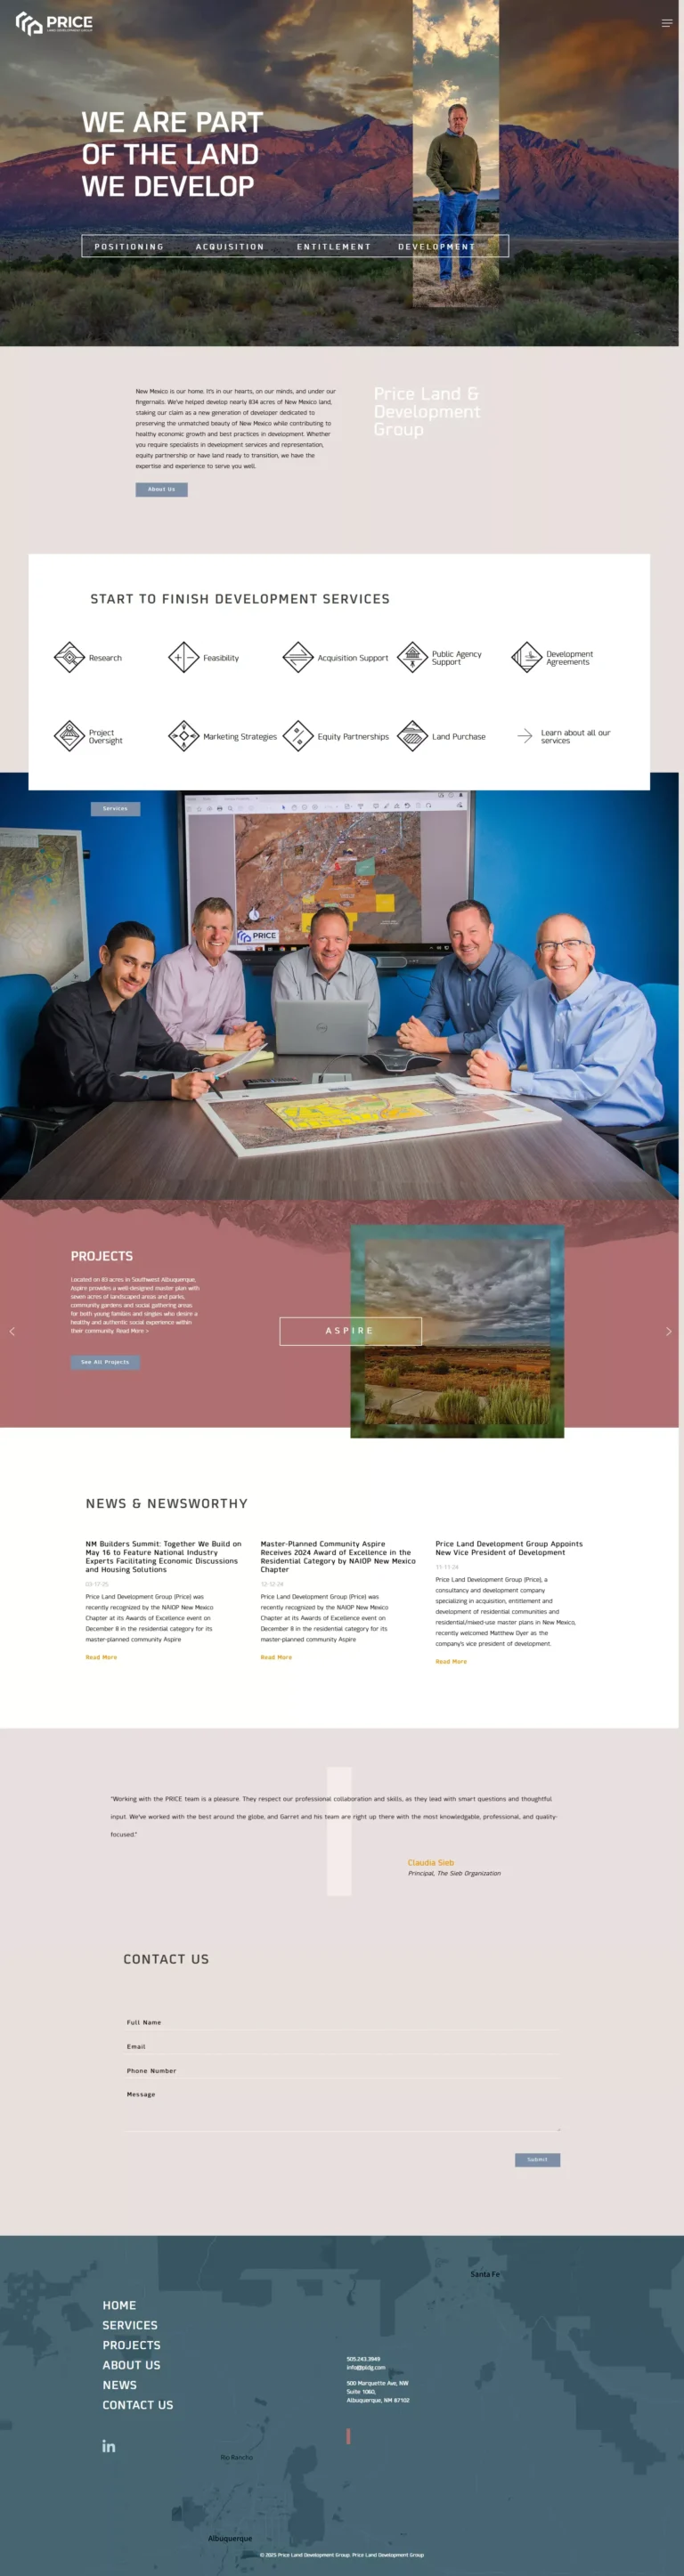 PRICE
LAND DEVELOPMENT GROUP
WE ARE PART
OF THE LAND
WE DEVELOP
POSITIONING ACQUISITION ENTITLEMENT DEVELOPMENT
New Mexico is our home. It's in our hearts, on our minds, and under our
fingernails. We've helped develop nearly 834 acres of New Mexico land,
staking our claim as a new generation of developer dedicated to
preserving the unmatched beauty of New Mexico while contributing to
healthy economic growth and best practices in development. Whether
you require specialists in development services and representation,
equity partnership or have land ready to transition, we have the
expertise and experience to serve you well.
About Us
Price Land &
Development
Group
START TO FINISH DEVELOPMENT SERVICES
Research
Feasibility
Acquisition Support
Public Agency
Support
Development
Agreements
Project
Oversight
Marketing Strategies
Equity Partnerships
Land Purchase
Learn about all our
services
Services
PRICE
PROJECTS
Located on 83 acres in Southwest Albuquerque,
Aspire provides a well-designed master plan with
seven acres of landscaped areas and parks,
community gardens and social gathering areas
for both young families and singles who desire a
healthy and authentic social experience within
their community. Read More >
See All Projects
ASPIRE
NEWS & NEWSWORTHY
NM Builders Summit: Together We Build on
May 16 to Feature National Industry
Experts Facilitating Economic Discussions
and Housing Solutions
03-17-25
Price Land Development Group (Price) was
recently recognized by the NAIOP New Mexico
Chapter at its Awards of Excellence event on
December 8 in the residential category for its
master-planned community Aspire
Read More
Master-Planned Community Aspire
Receives 2024 Award of Excellence in the
Residential Category by NAIOP New Mexico
Chapter
12-12-24
Price Land Development Group (Price) was
recently recognized by the NAIOP New Mexico
Chapter at its Awards of Excellence event on
December 8 in the residential category for its
master-planned community Aspire
Read More
Price Land Development Group Appoints
New Vice President of Development
11-11-24
Price Land Development Group (Price), a
consultancy and development company
specializing in acquisition, entitlement and
development of residential communities and
residential/mixed-use master plans in New Mexico,
recently welcomed Matthew Dyer as the
company's vice president of development.
Read More
"Working with the PRICE team is a pleasure. They respect our professional collaboration and skills, as they lead with smart questions and thoughtful
input. We've worked with the best around the globe, and Garret and his team are right up there with the most knowledgable, professional, and quality-
focused."
Claudia Sieb
Principal, The Sieb Organization
CONTACT US
Full Name
Email
Phone Number
Message
Submit
Santa Fe
HOME
SERVICES
PROJECTS
ABOUT US
NEWS
CONTACT US
in
505.243.3949
info@pldg.com
500 Marquette Ave, NW
Suite 1060,
Albuquerque, NM 87102
Rio Rancho
Albuquerque
© 2025 Price Land Development Group. Price Land Development Group